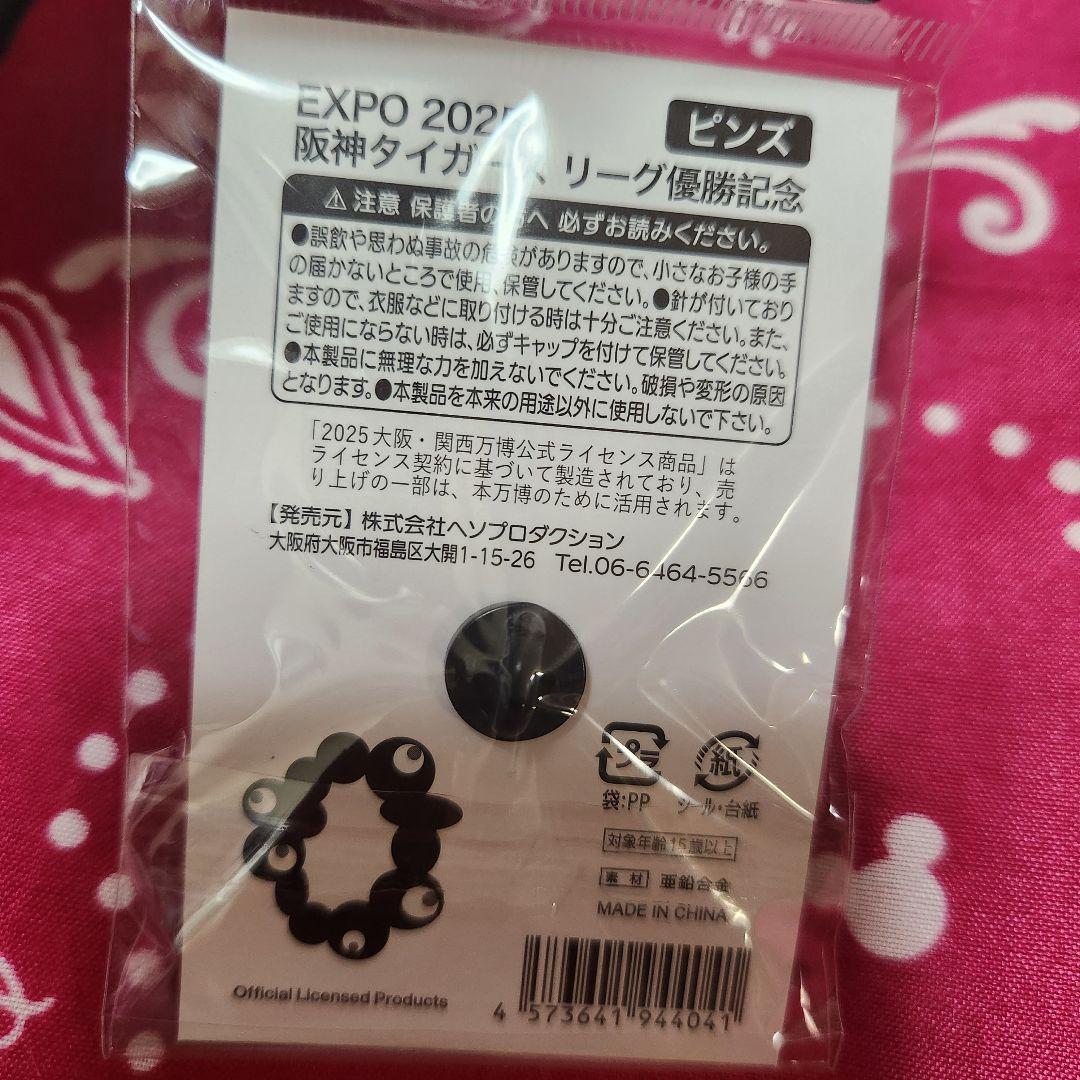 EXPO 2025
ピンズ
阪神タイガース リーグ優勝記念
⚠注意 保護者の方へ 必ずお読みください。
●誤飲や思わぬ事故の危険がありますので、小さなお子様の手
の届かないところで使用、保管してください。●針が付いており
ますので、衣服などに取り付ける時は十分ご注意ください。また、
ご使用にならない時は、必ずキャップを付けて保管してください。
●本製品に無理な力を加えないでください。破損や変形の原因
となります。●本製品を本来の用途以外に使用しないで下さい。
「2025大阪・関西万博公式ライセンス商品」は
ライセンス契約に基づいて製造されており、売
り上げの一部は、本万博のために活用されます。
【発売元】株式会社ヘソプロダクション
大阪府大阪市福島区大開1-15-26 Tel.06-6464-5566
プラ
紙
袋:PP
シール・台紙
対象年齢15歳以上
素材 亜鉛合金
MADE IN CHINA
Official Licensed Products
4 573641 944041